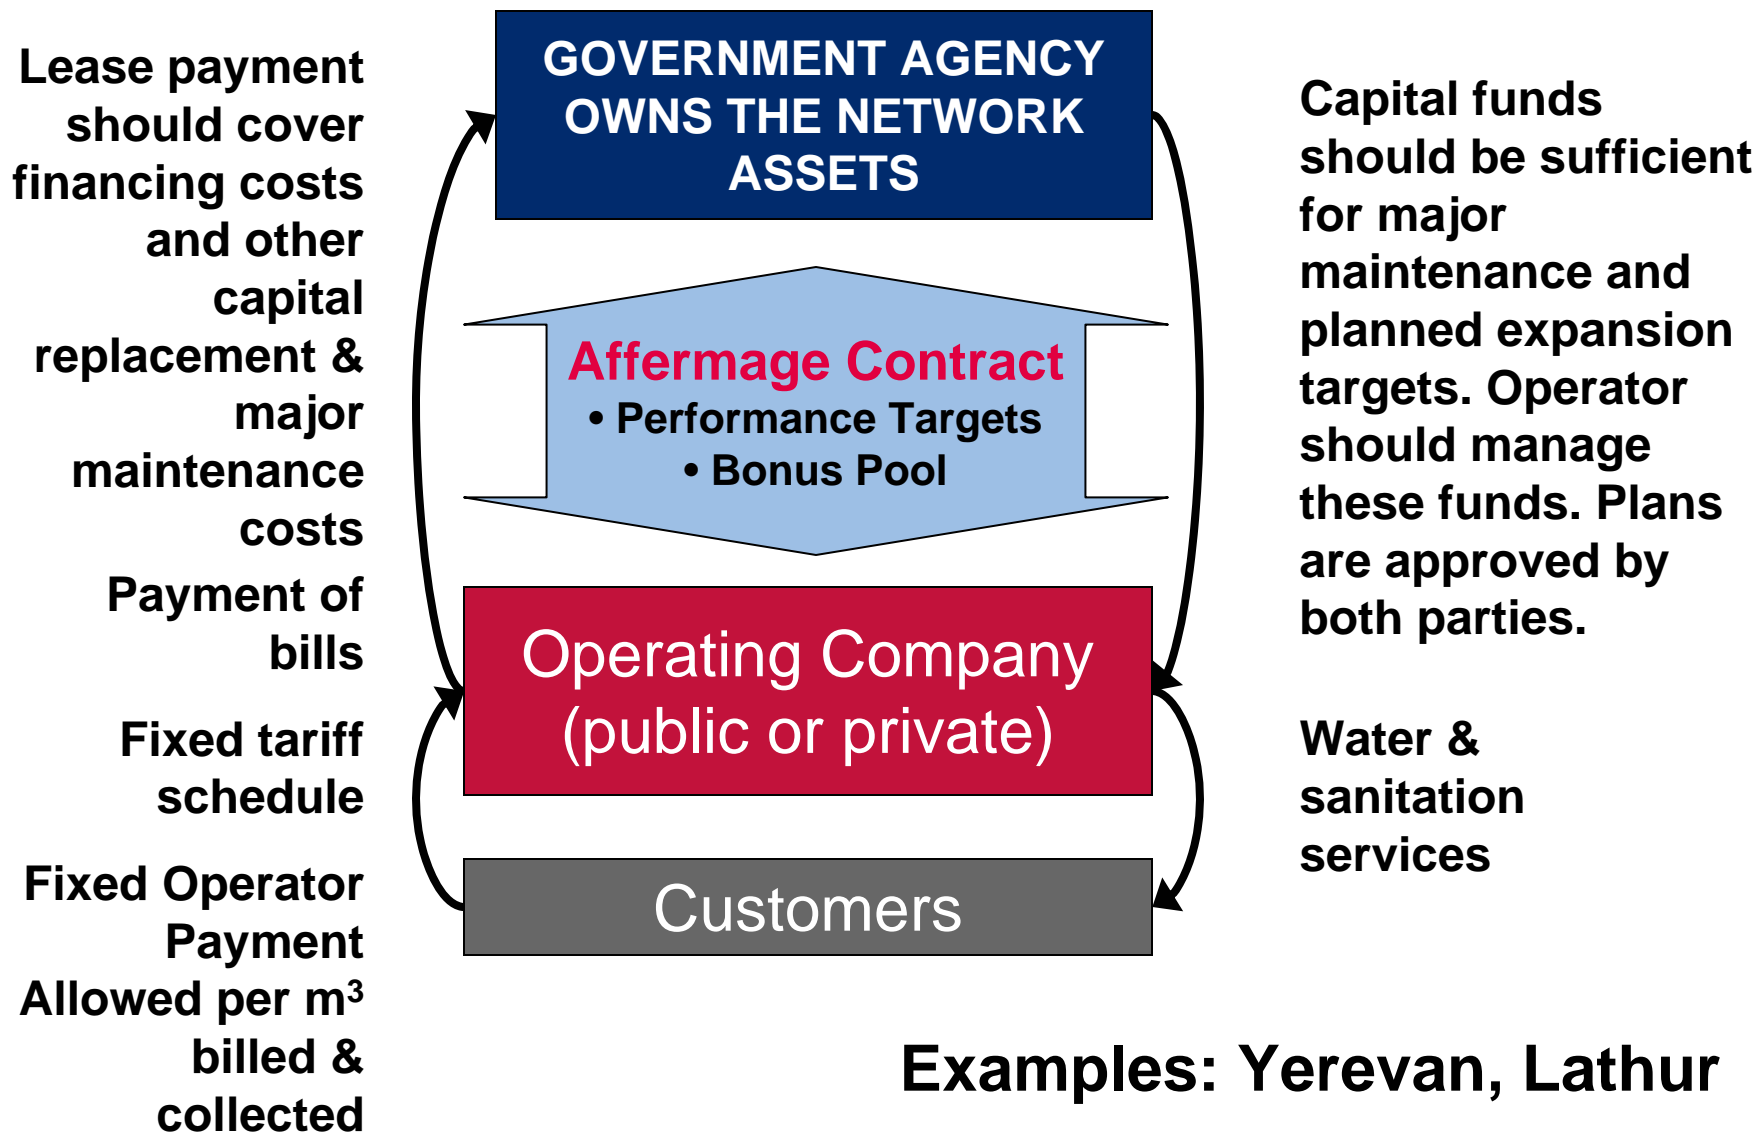 Lease payment
should cover
financing costs
and other
capital
replacement &
major
maintenance
costs
Payment of
bills
Fixed tariff
schedule
Fixed Operator
Payment
Allowed per m³
billed &
collected
GOVERNMENT AGENCY
OWNS THE NETWORK
ASSETS
Affermage Contract
• Performance Targets
• Bonus Pool
Operating Company
(public or private)
Customers
Capital funds
should be sufficient
for major
maintenance and
planned expansion
targets. Operator
should manage
these funds. Plans
are approved by
both parties.
Water &
sanitation
services
Examples: Yerevan, Lathur